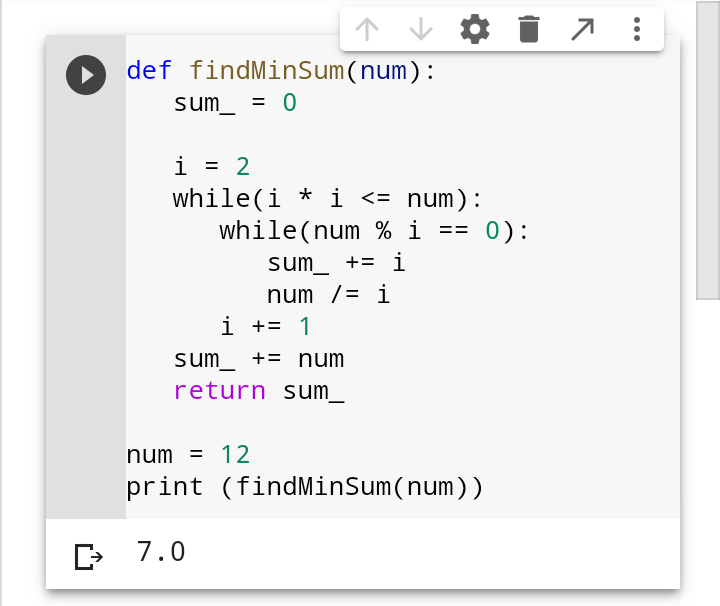 def findMinSum(num):
   sum_ = 0

   i = 2
   while(i * i <= num):
      while(num % i == 0):
         sum_ += i
         num /= i
      i += 1
   sum_ += num
   return sum_

num = 12
print (findMinSum(num))
7.0